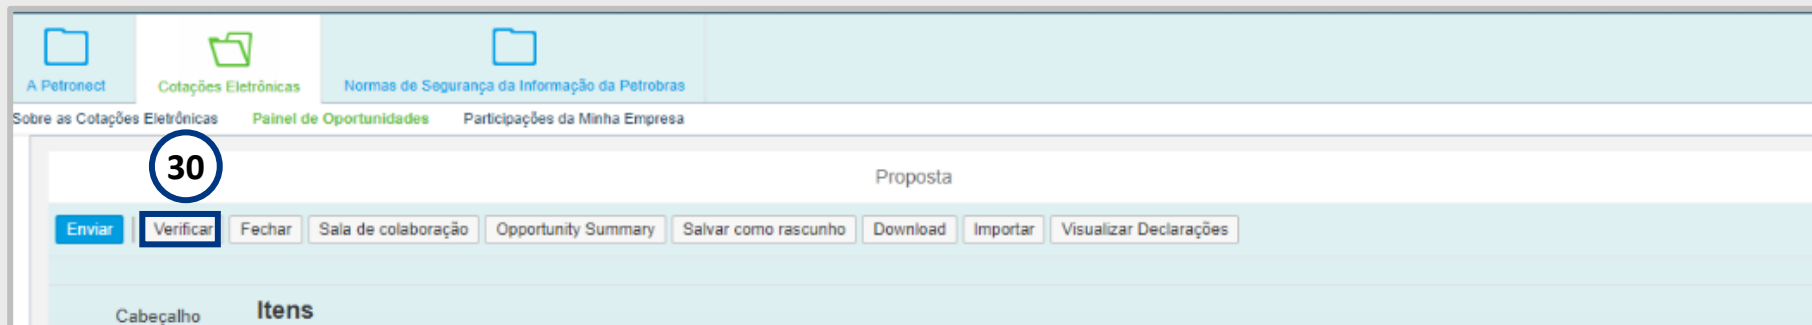 A Petronect
Cotações Eletrônicas
Normas de Segurança da Informação da Petrobras
Sobre as Cotações Eletrônicas Painel de Oportunidades Participações da Minha Empresa
30
Proposta
Enviar Verificar Fechar Sala de colaboração Opportunity Summary Salvar como rascunho Download Importar Visualizar Declarações
Cabeçalho Itens